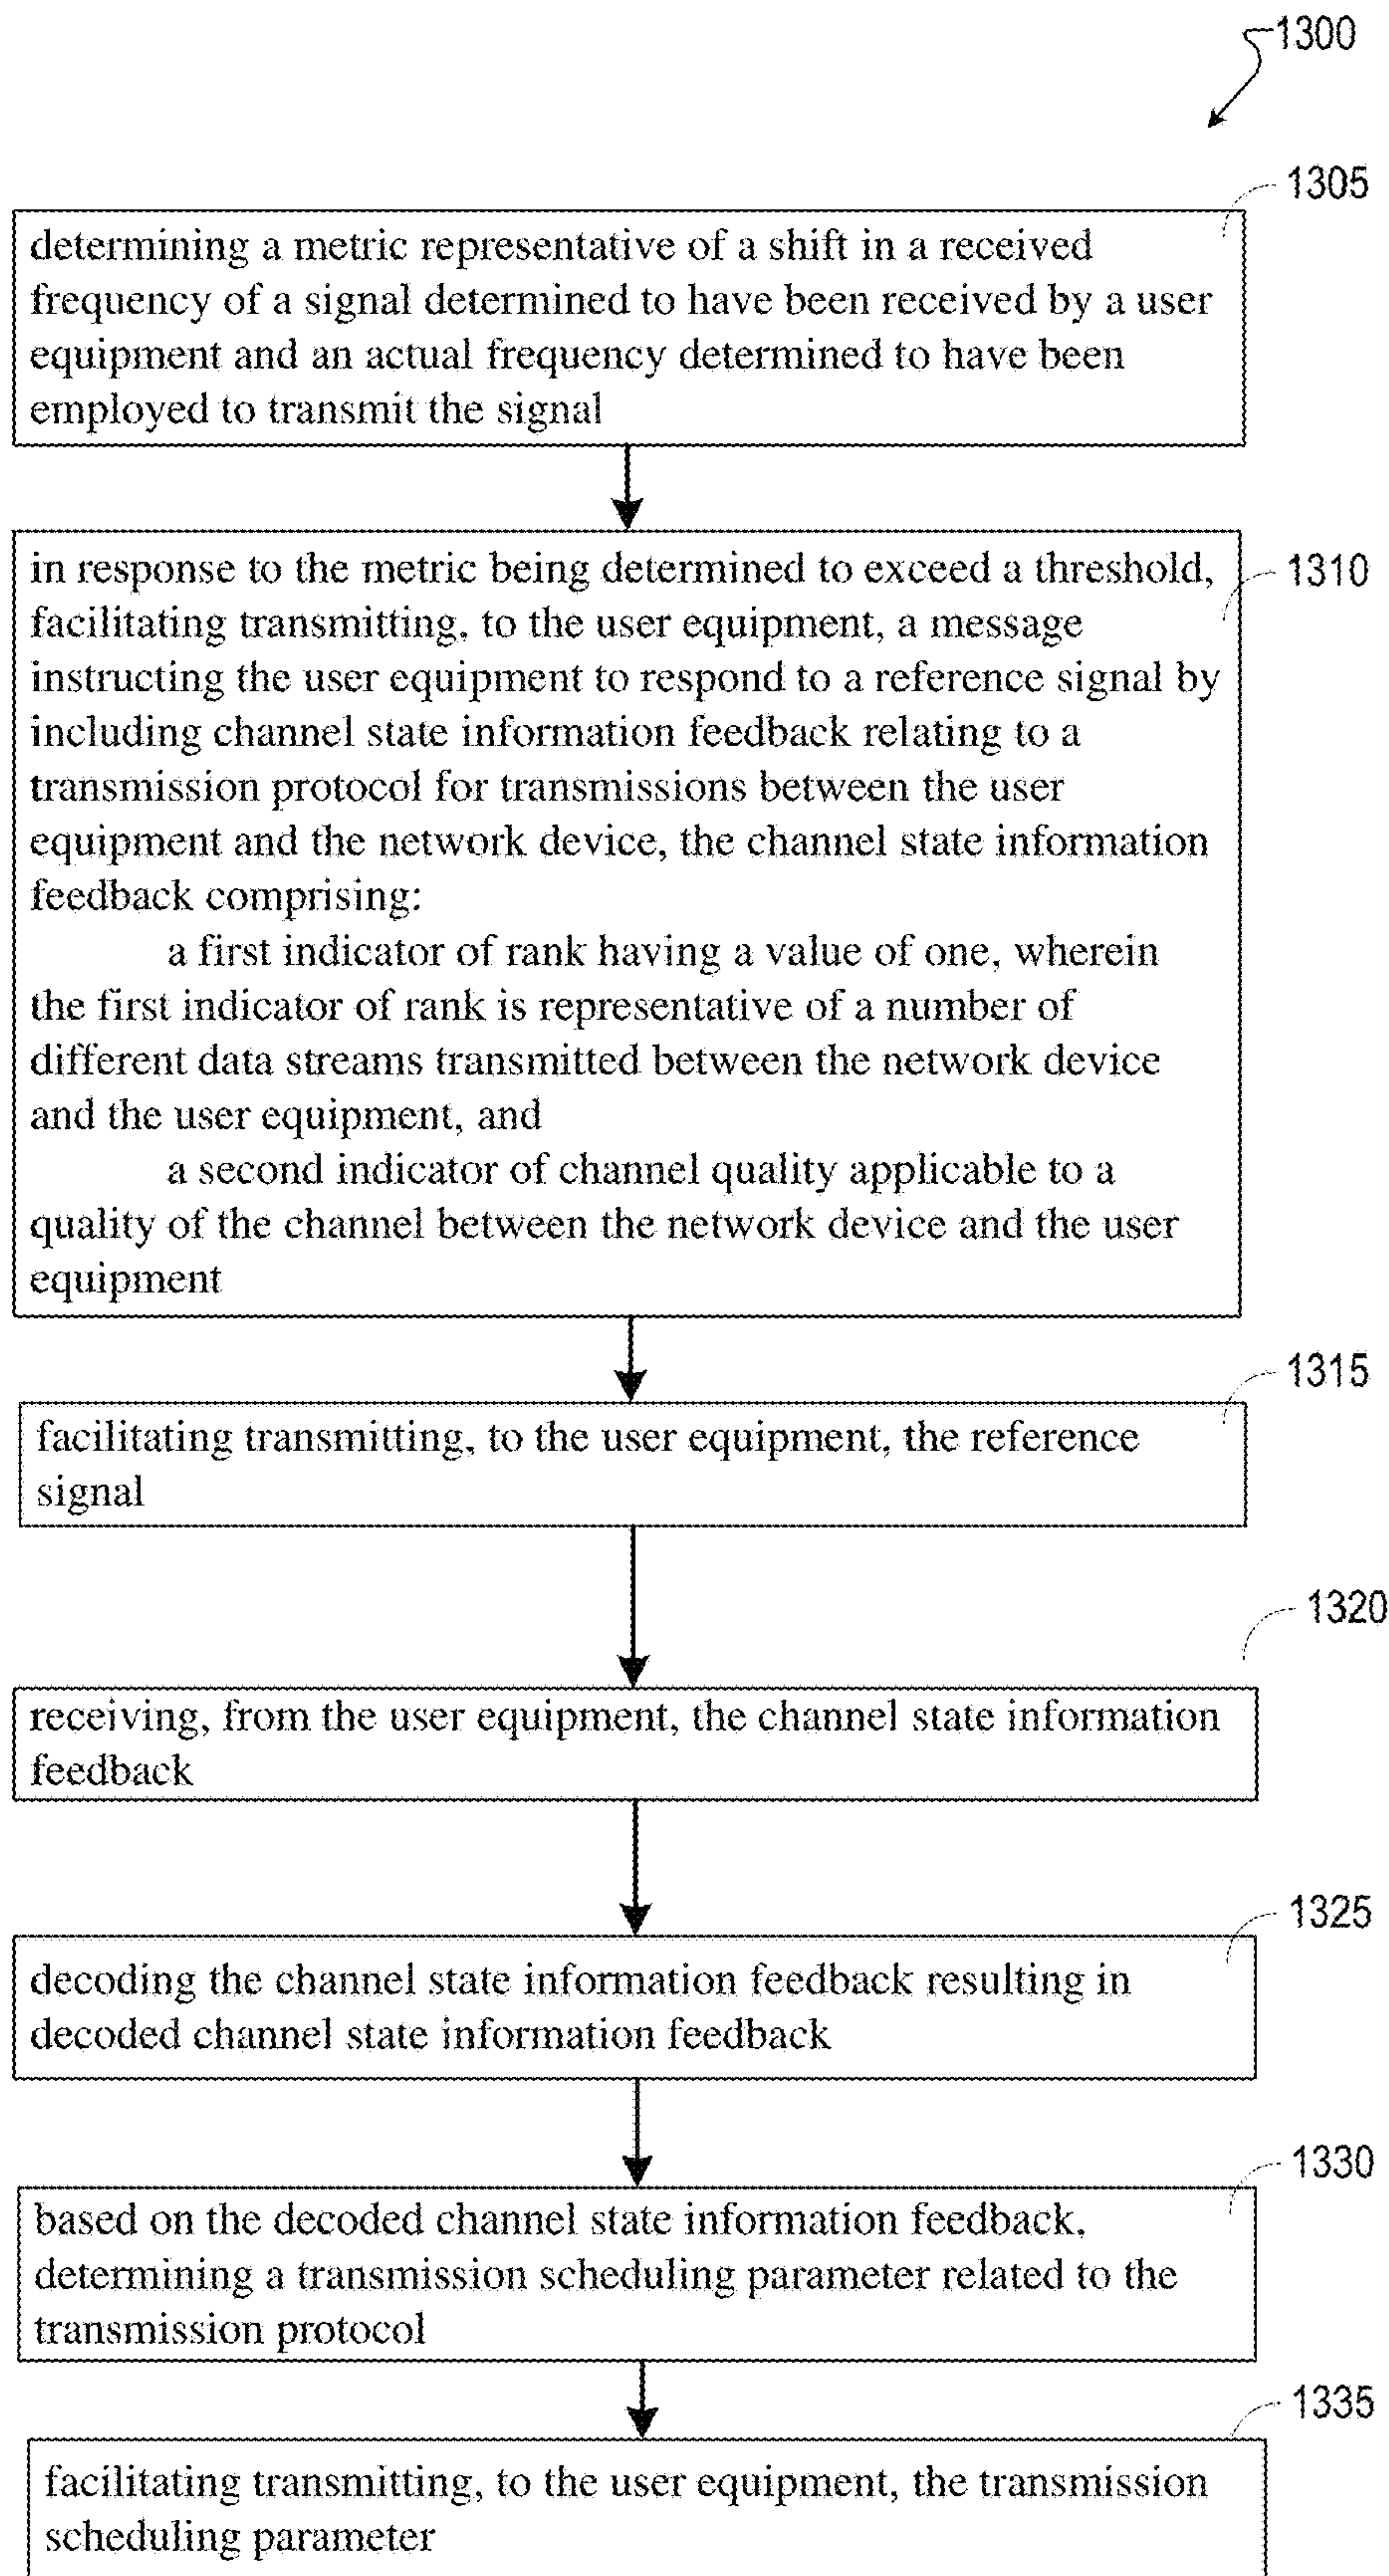 1300
1305
determining a metric representative of a shift in a received
frequency of a signal determined to have been received by a user
equipment and an actual frequency determined to have been
employed to transmit the signal
1310
in response to the metric being determined to exceed a threshold,
facilitating transmitting, to the user equipment, a message
instructing the user equipment to respond to a reference signal by
including channel state information feedback relating to a
transmission protocol for transmissions between the user
equipment and the network device, the channel state information
feedback comprising:
a first indicator of rank having a value of one, wherein
the first indicator of rank is representative of a number of
different data streams transmitted between the network device
and the user equipment, and
a second indicator of channel quality applicable to a
quality of the channel between the network device and the user
equipment
1315
facilitating transmitting, to the user equipment, the reference
signal
1320
receiving, from the user equipment, the channel state information
feedback
1325
decoding the channel state information feedback resulting in
decoded channel state information feedback
1330
based on the decoded channel state information feedback,
determining a transmission scheduling parameter related to the
transmission protocol
1335
facilitating transmitting, to the user equipment, the transmission
scheduling parameter